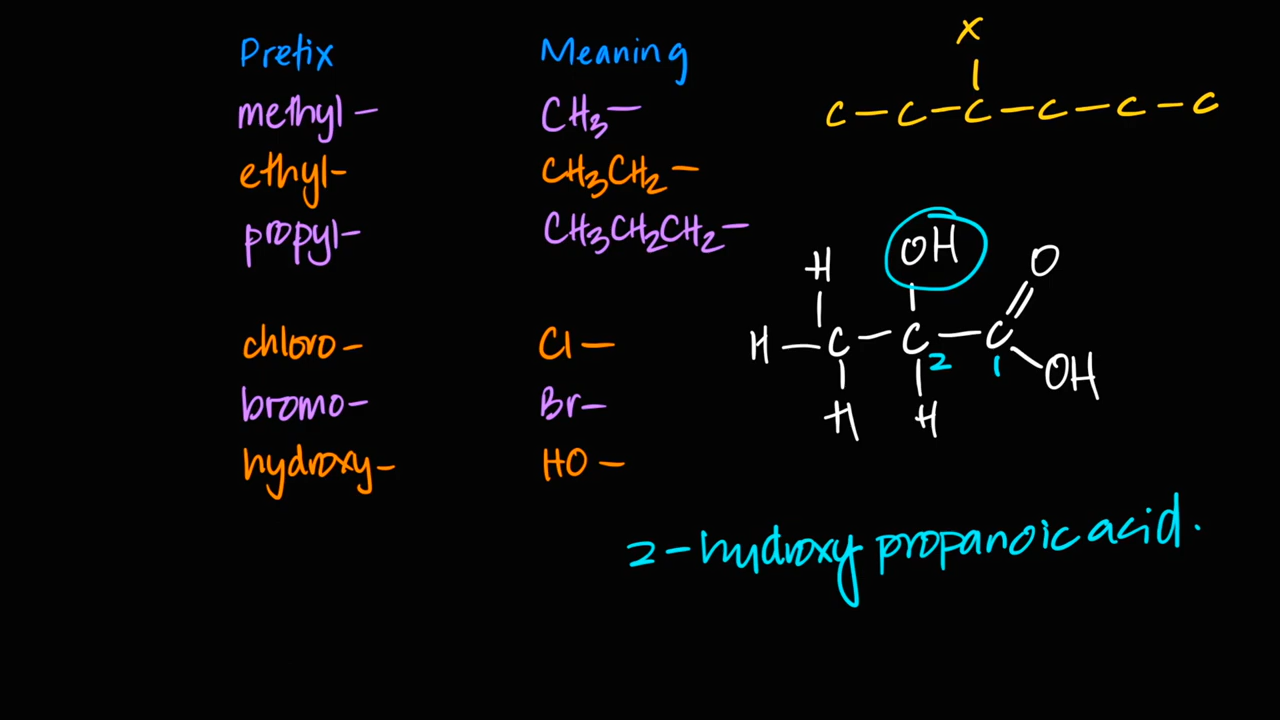 Prefix Meaning
methyl- CH3-
ethyl- CH3CH2-
propyl- CH3CH2CH2-
chloro- Cl-
bromo- Br-
hydroxy- HO-
X
C-C-C-C-C-C
H OH O
H-C-C-C
2 1 OH
H H
2-hydroxy propanoic acid.